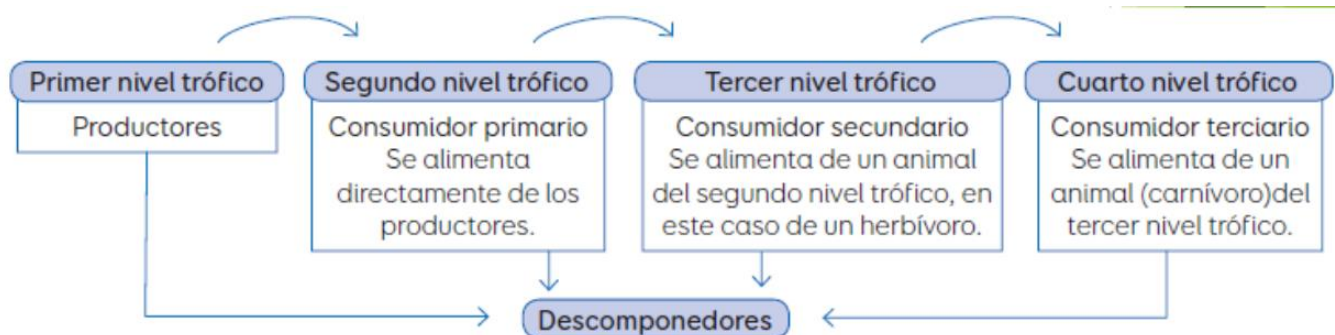 Primer nivel trófico
Productores
Segundo nivel trófico
Consumidor primario
Se alimenta
directamente de los
productores.
Tercer nivel trófico
Consumidor secundario
Se alimenta de un animal
del segundo nivel trófico, en
este caso de un herbívoro.
Cuarto nivel trófico
Consumidor terciario
Se alimenta de un
animal (carnívoro)del
tercer nivel trófico.
Descomponedores